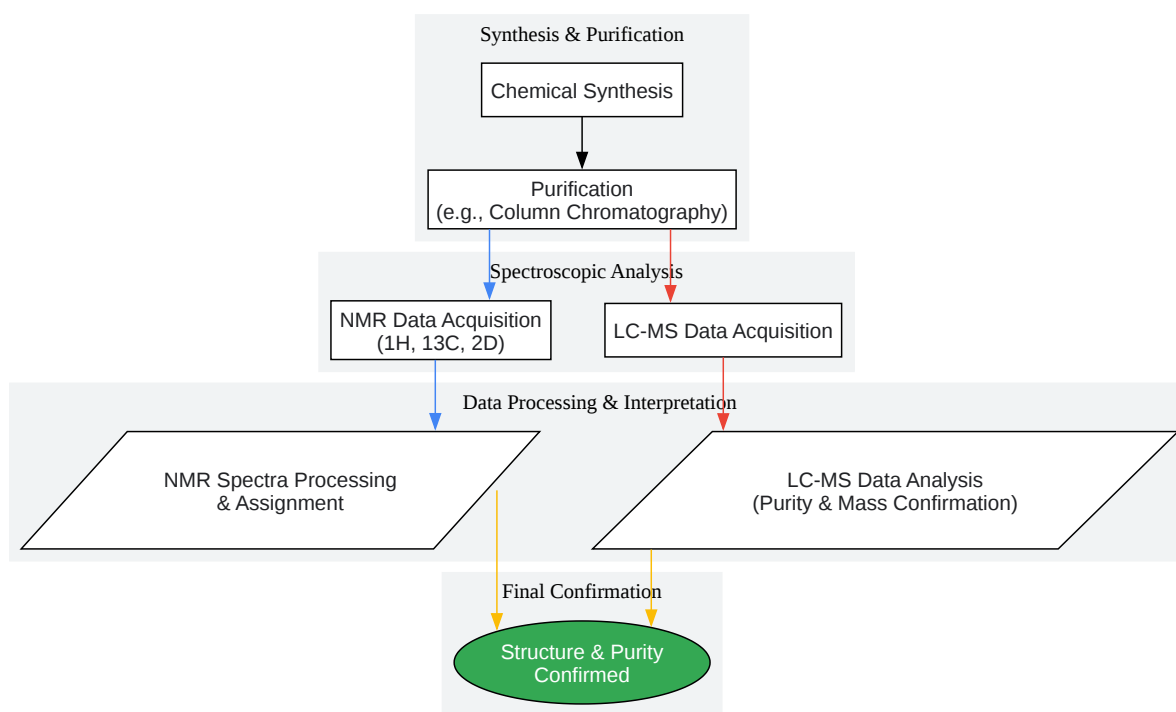 Synthesis & Purification
Chemical Synthesis
Purification
(e.g., Column Chromatography)
Spectroscopic Analysis
NMR Data Acquisition
(1H, 13C, 2D)
LC-MS Data Acquisition
Data Processing & Interpretation
NMR Spectra Processing
& Assignment
LC-MS Data Analysis
(Purity & Mass Confirmation)
Final Confirmation
Structure & Purity
Confirmed